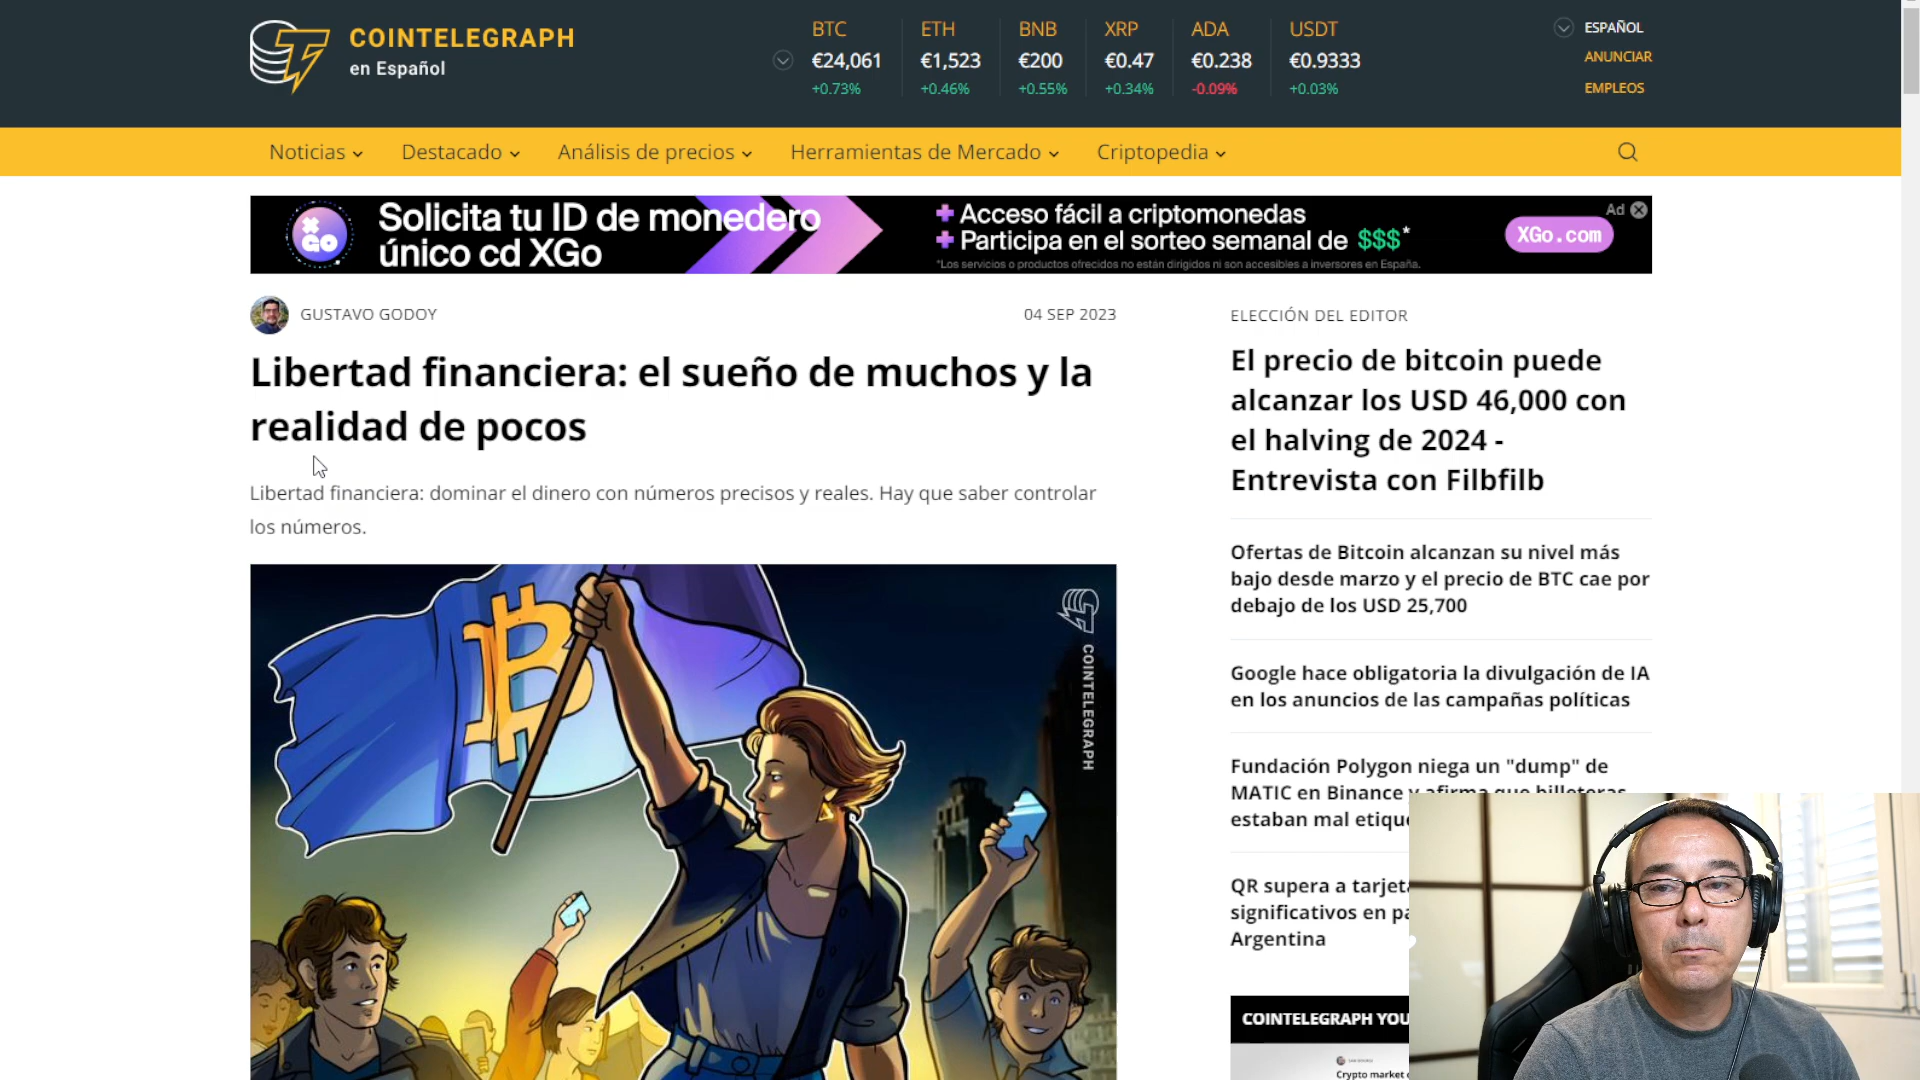 COINTELEGRAPH
en Español
BTC
€24,061
+0.73%
ETH
€1,523
+0.46%
BNB
€200
+0.55%
XRP
€0.47
+0.34%
ADA
€0.238
-0.09%
USDT
€0.9333
+0.03%
ESPAÑOL
ANUNCIAR
EMPLEOS
Noticias
Destacado
Análisis de precios
Herramientas de Mercado
Criptopedia
X
GO
Solicita tu ID de monedero
único cd XGo
+ Acceso fácil a criptomonedas
+ Participa en el sorteo semanal de $$$*
*Los servicios o productos ofrecidos no están dirigidos ni son accesibles a inversores en España.
Ad
XGo.com
GUSTAVO GODOY
04 SEP 2023
Libertad financiera: el sueño de muchos y la
realidad de pocos
Libertad financiera: dominar el dinero con números precisos y reales. Hay que saber controlar
los números.
COINTELEGRAPH
ELECCIÓN DEL EDITOR
El precio de bitcoin puede
alcanzar los USD 46,000 con
el halving de 2024 -
Entrevista con Filbfilb
Ofertas de Bitcoin alcanzan su nivel más
bajo desde marzo y el precio de BTC cae por
debajo de los USD 25,700
Google hace obligatoria la divulgación de IA
en los anuncios de las campañas políticas
Fundación Polygon niega un "dump" de
MATIC en Binance y afirma que billeteras
estaban mal etique
QR supera a tarjeta
significativos en pa
Argentina
COINTELEGRAPH YOU
Crypto market